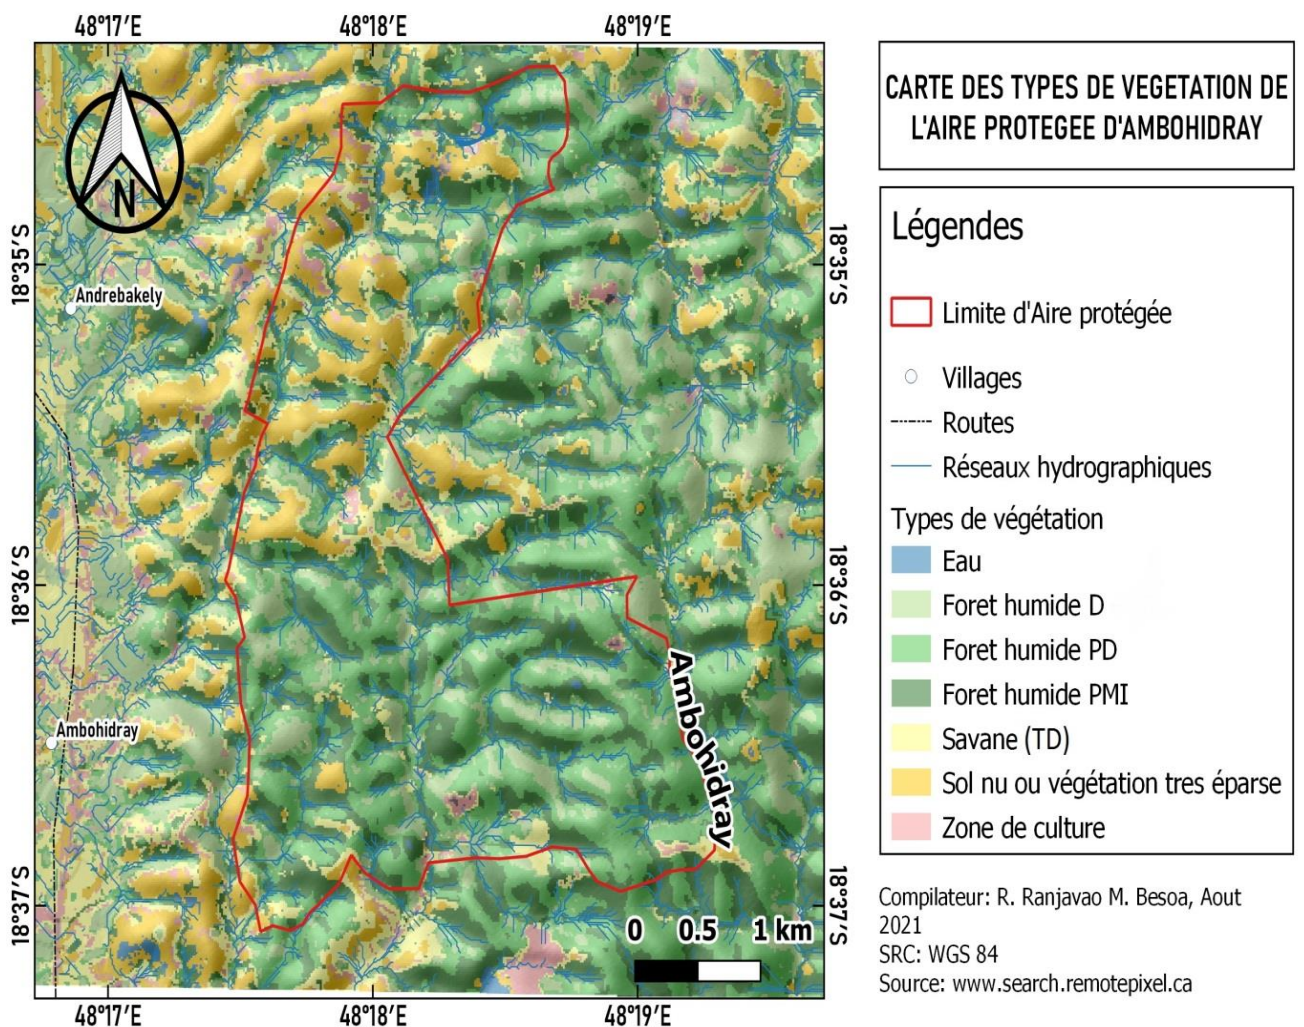 48°17'E
48°18'E
48°19'E
CARTE DES TYPES DE VEGETATION DE
L'AIRE PROTEGEE D'AMBOHIDRAY
N
18°35'S
18°35'S
Andrebakely
18°36'S
18°36'S
Ambohidray
Ambohidray
18°37'S
18°37'S
0 0.5 1 km
48°17'E
48°18'E
48°19'E
Légendes
Limite d'Aire protégée
Villages
Routes
Réseaux hydrographiques
Types de végétation
Eau
Foret humide D
Foret humide PD
Foret humide PMI
Savane (TD)
Sol nu ou végétation tres éparse
Zone de culture
Compilateur: R. Ranjavao M. Besoa, Aout
2021
SRC: WGS 84
Source: www.search.remotepixel.ca